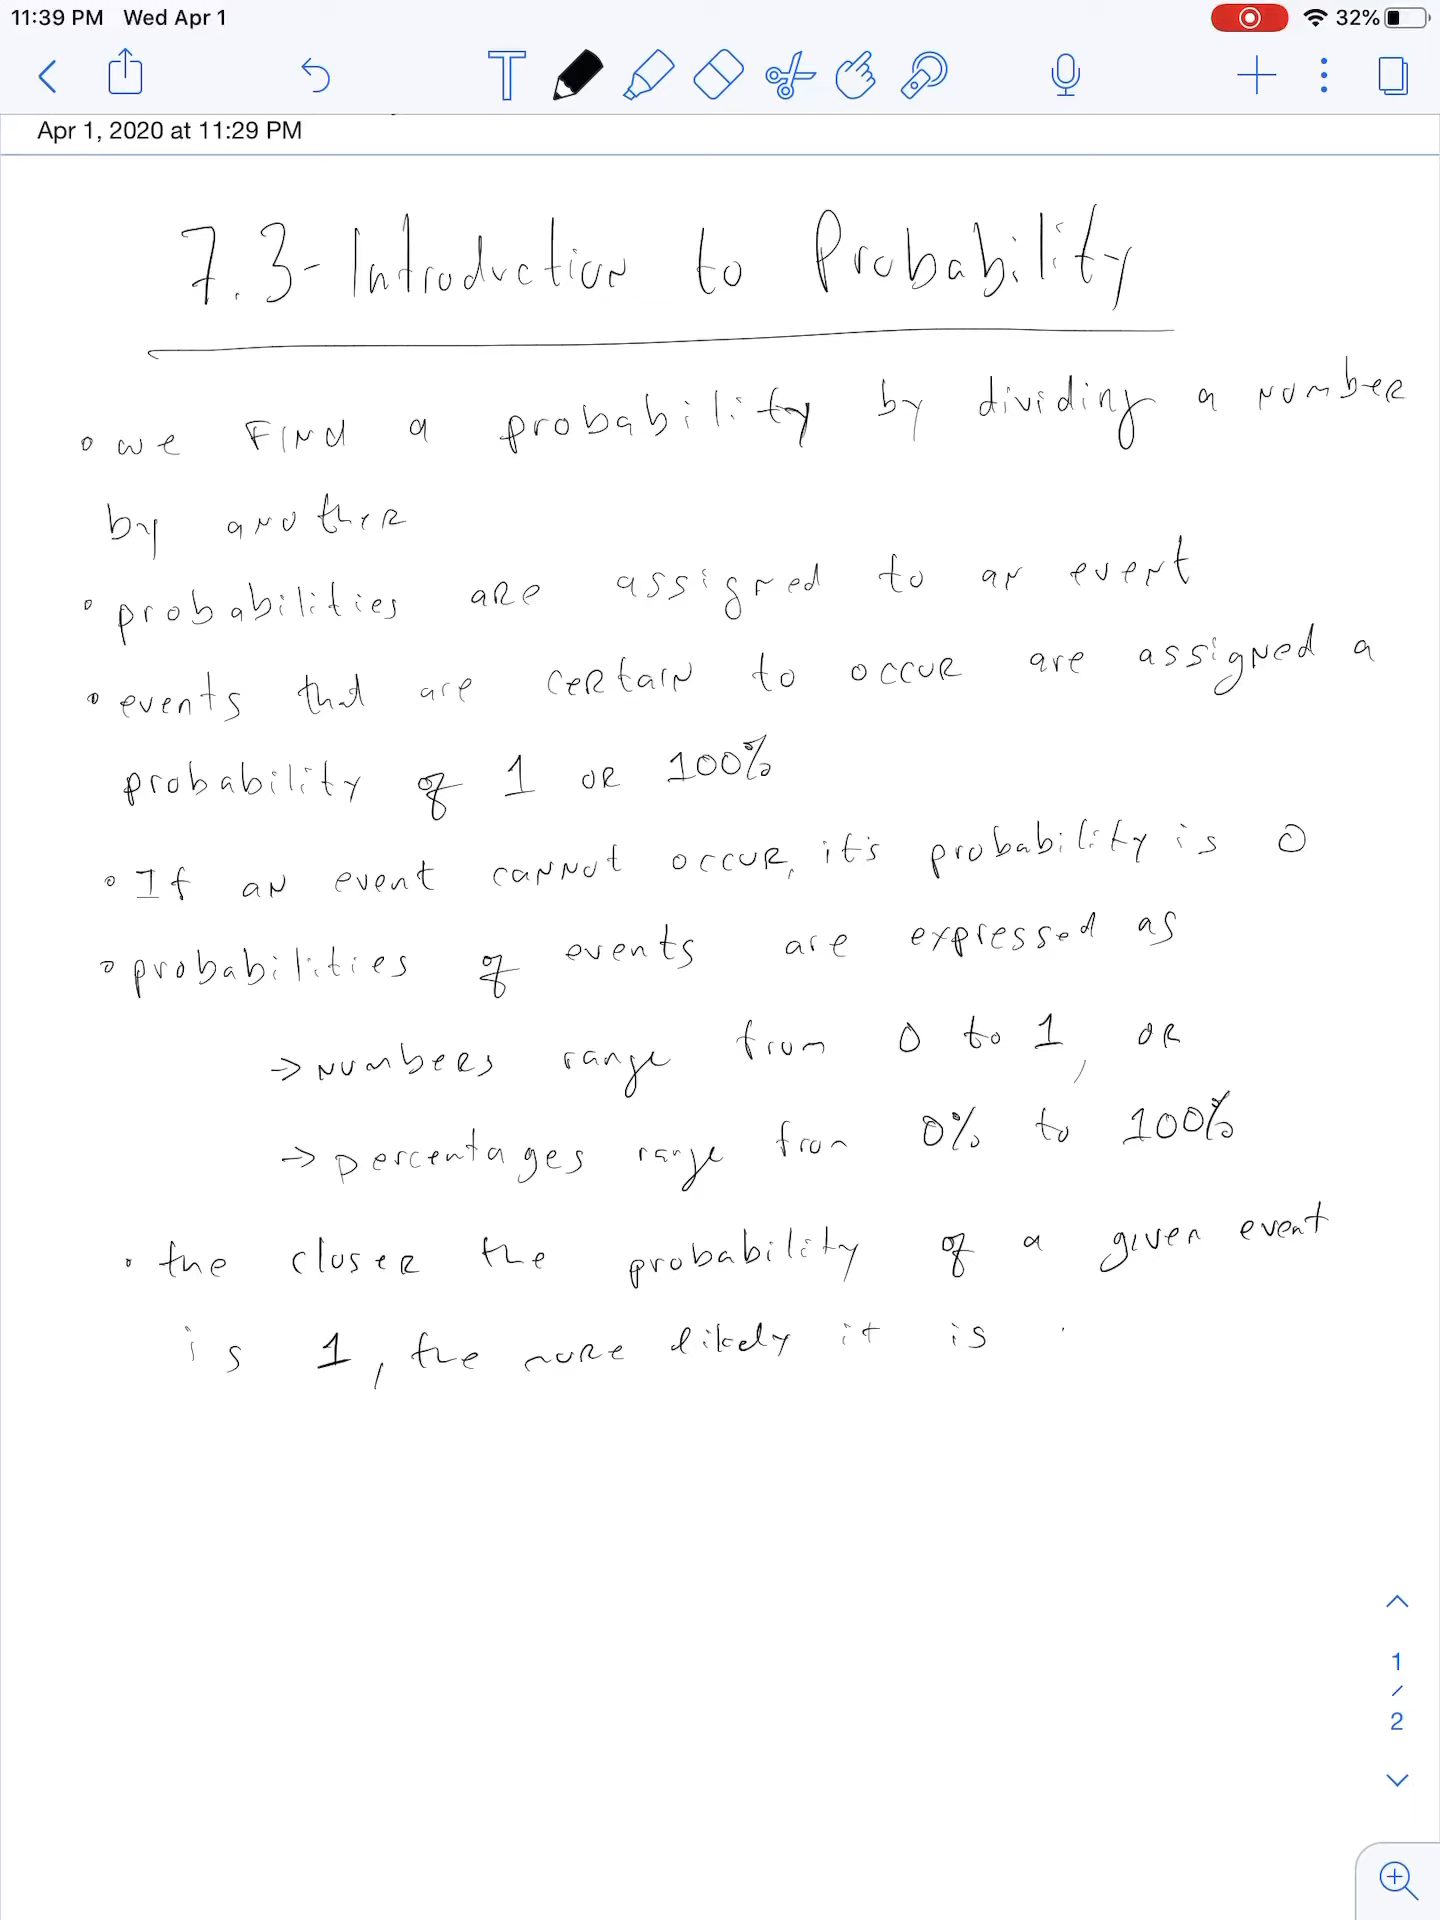 11:39 PM Wed Apr 1
32%
T
Apr 1, 2020 at 11:29 PM
7.3 - Introduction to Probability
• we find a probability by dividing a number
by another
• probabilities are assigned to an event
• events that are certain to occur are assigned a
probability of 1 or 100%
• If an event cannot occur, it's probability is 0
• probabilities of events are expressed as
→ numbers range from 0 to 1, or
→ percentages range from 0% to 100%
• the closer the probability of a given event
is 1, the more likely it is
1
/
2